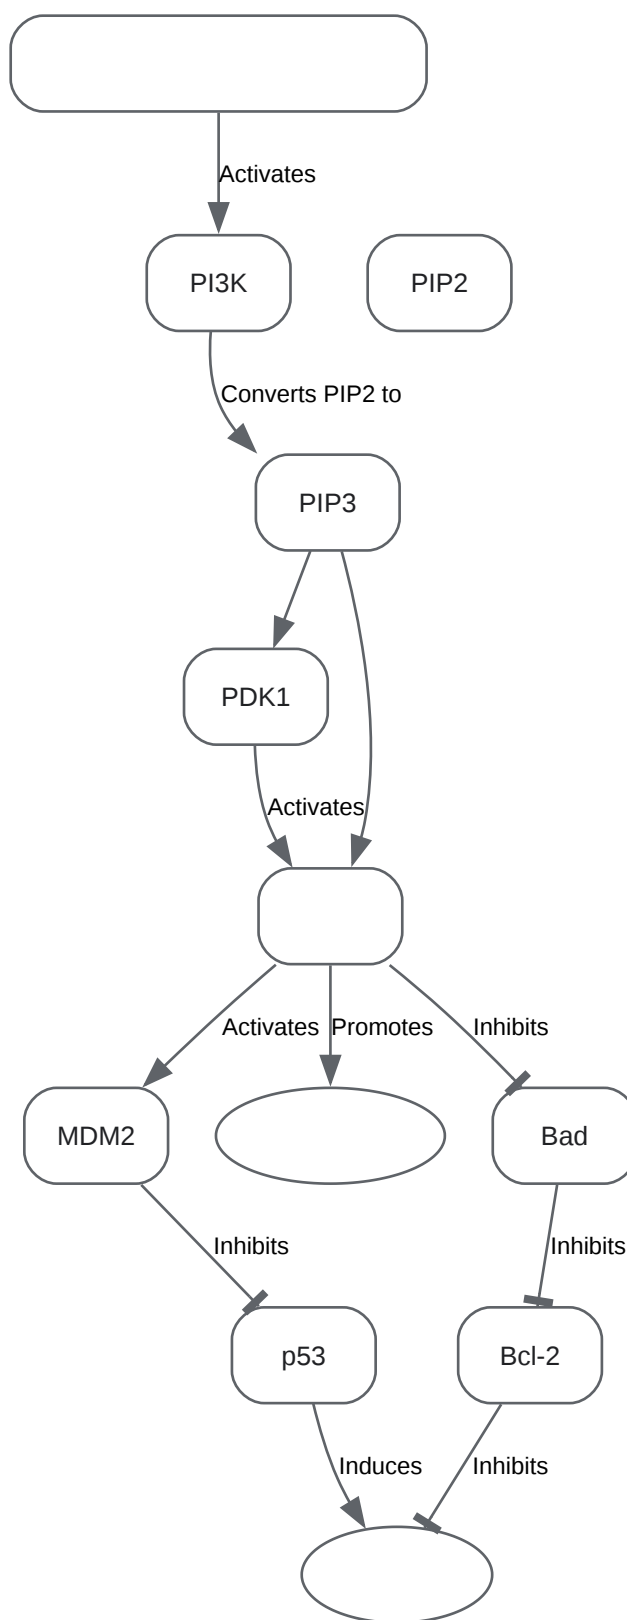 Activates
PI3K
PIP2
Converts PIP2 to
PIP3
PDK1
Activates
Activates
Promotes
Inhibits
MDM2
Bad
Inhibits
Inhibits
p53
Bcl-2
Induces
Inhibits